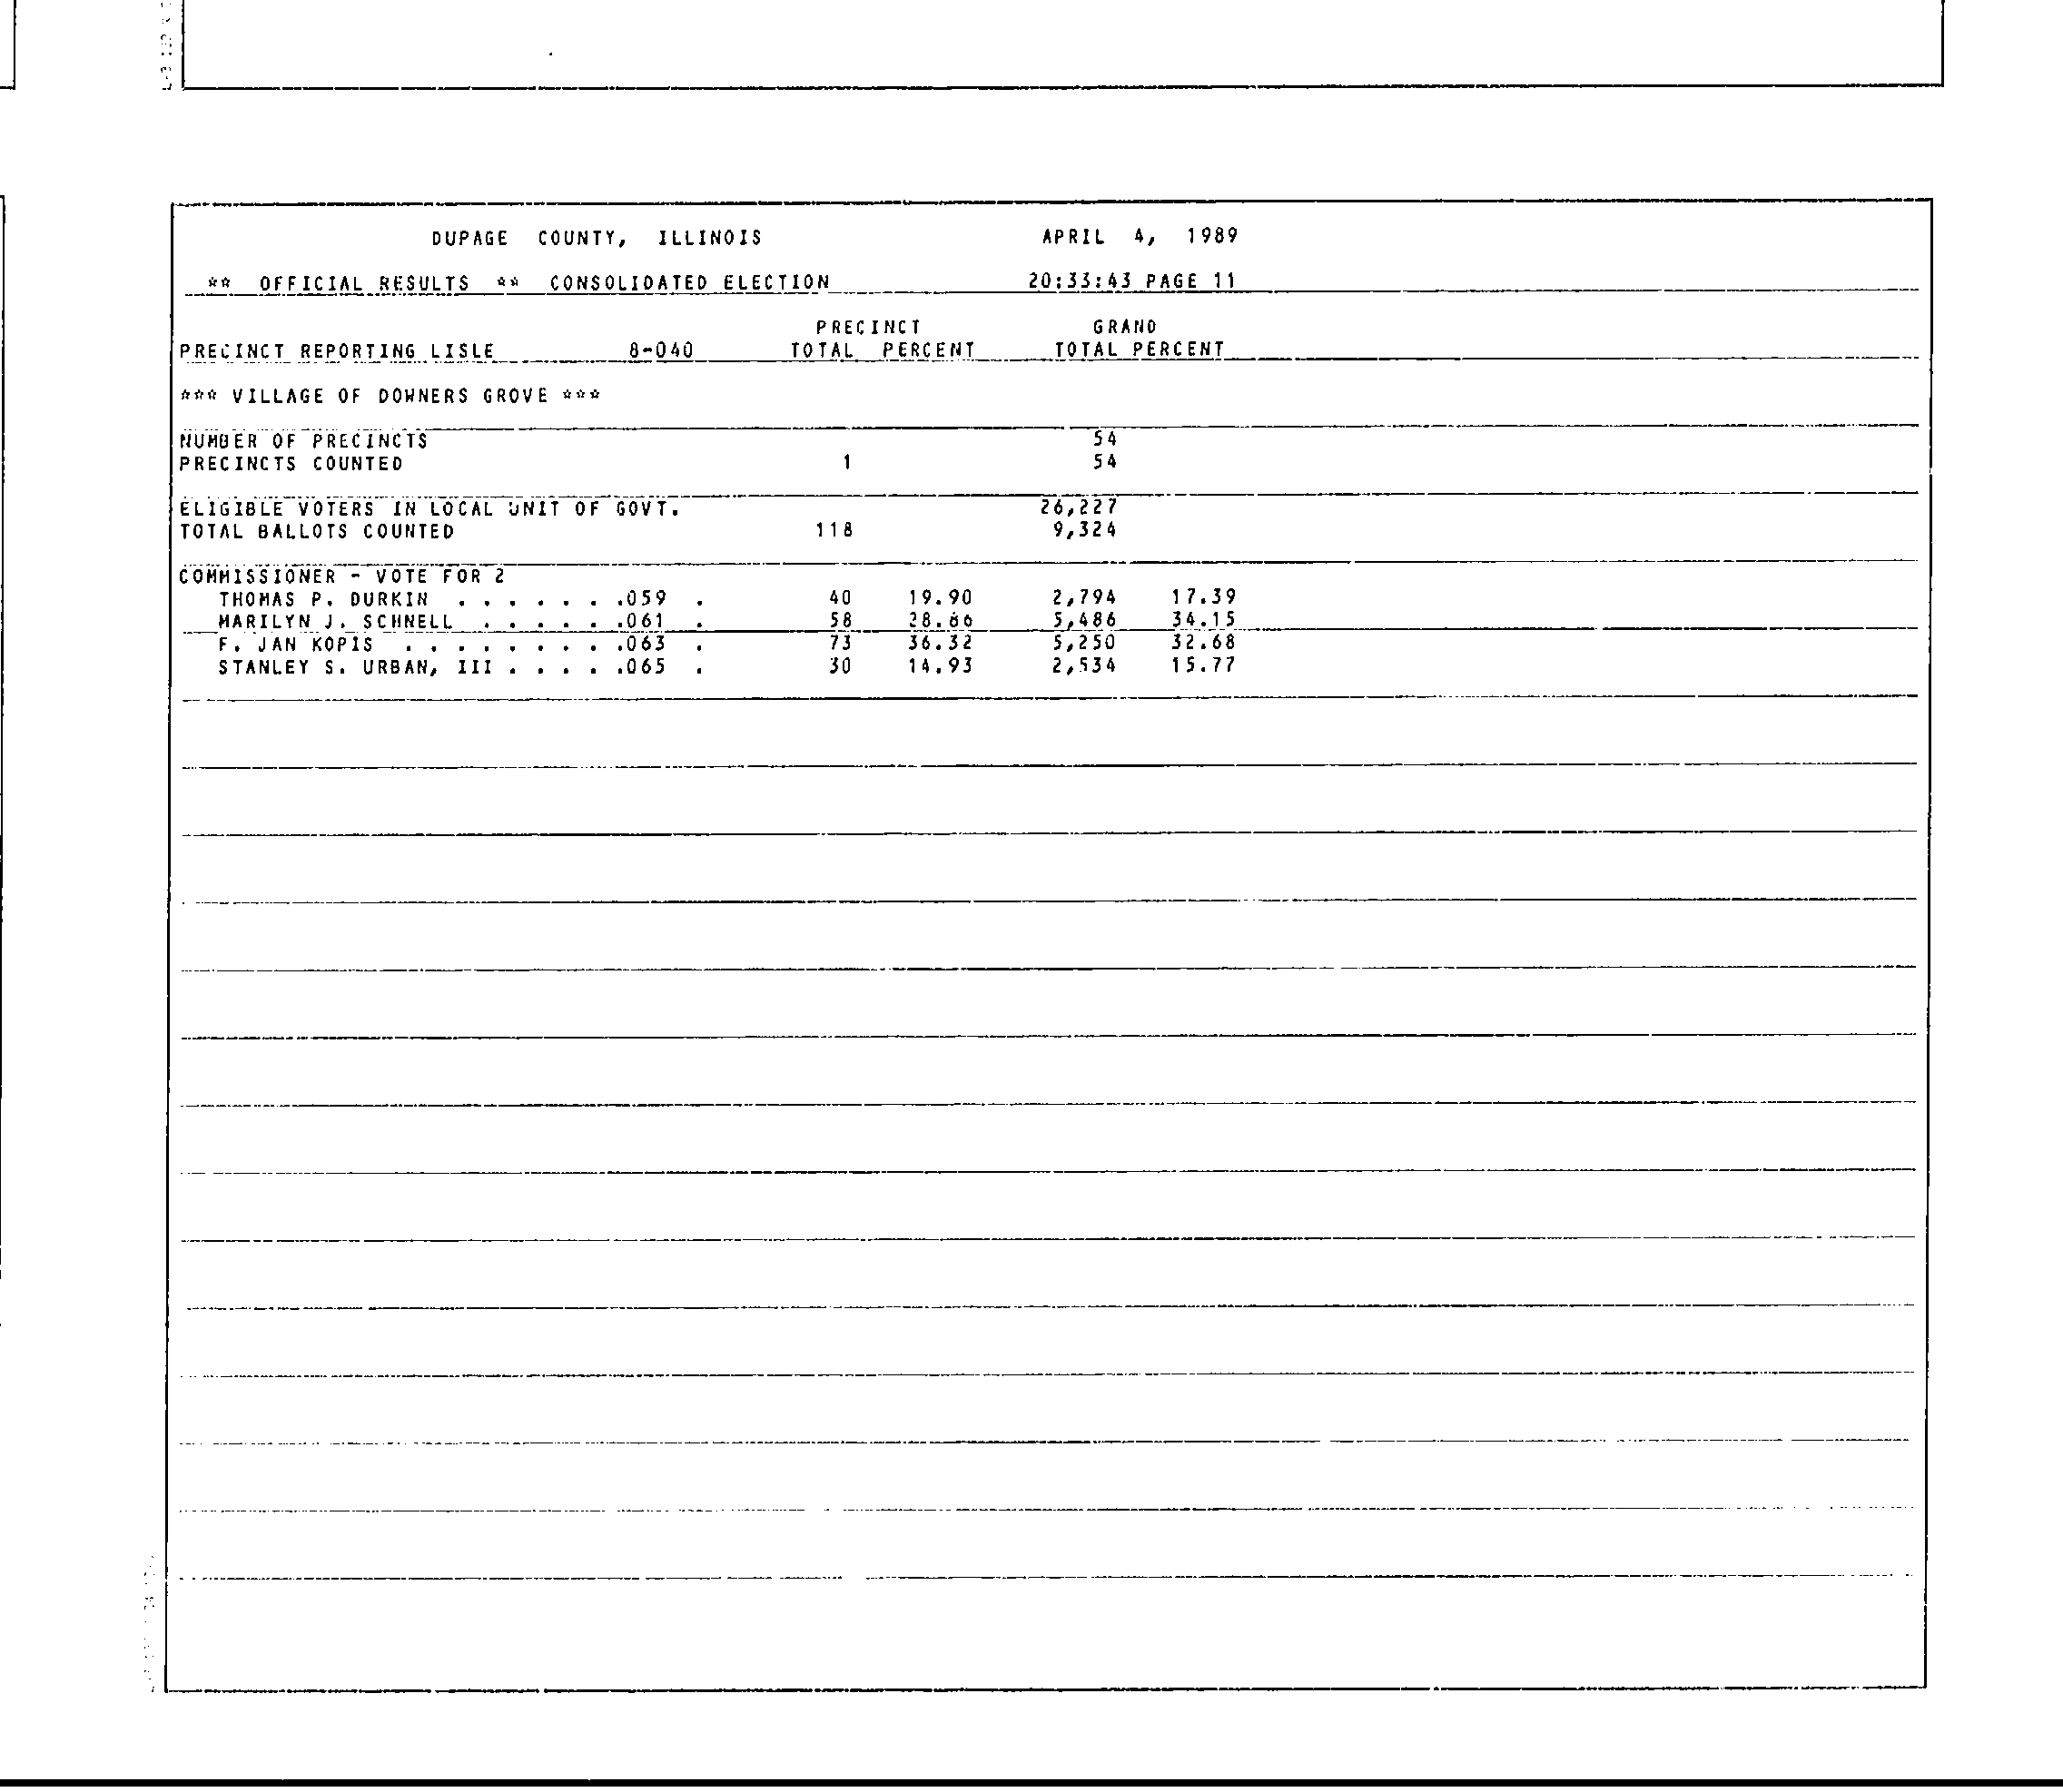 DUPAGE COUNTY, ILLINOIS APRIL 4, 1989
** OFFICIAL RESULTS ** CONSOLIDATED ELECTION 20:33:43 PAGE 11
PRECINCT GRAND
PRECINCT REPORTING LISLE 8-040 TOTAL PERCENT TOTAL PERCENT
*** VILLAGE OF DOWNERS GROVE ***
NUMBER OF PRECINCTS 54
PRECINCTS COUNTED 1 54
ELIGIBLE VOTERS IN LOCAL UNIT OF GOVT. 26,227
TOTAL BALLOTS COUNTED 118 9,324
COMMISSIONER - VOTE FOR 2
THOMAS P. DURKIN . . . . . . .059 . 40 19.90 2,794 17.39
MARILYN J. SCHNELL . . . . . .061 . 58 28.86 5,486 34.15
F. JAN KOPIS . . . . . . . . .063 . 73 36.32 5,250 32.68
STANLEY S. URBAN, III . . . . .065 . 30 14.93 2,534 15.77